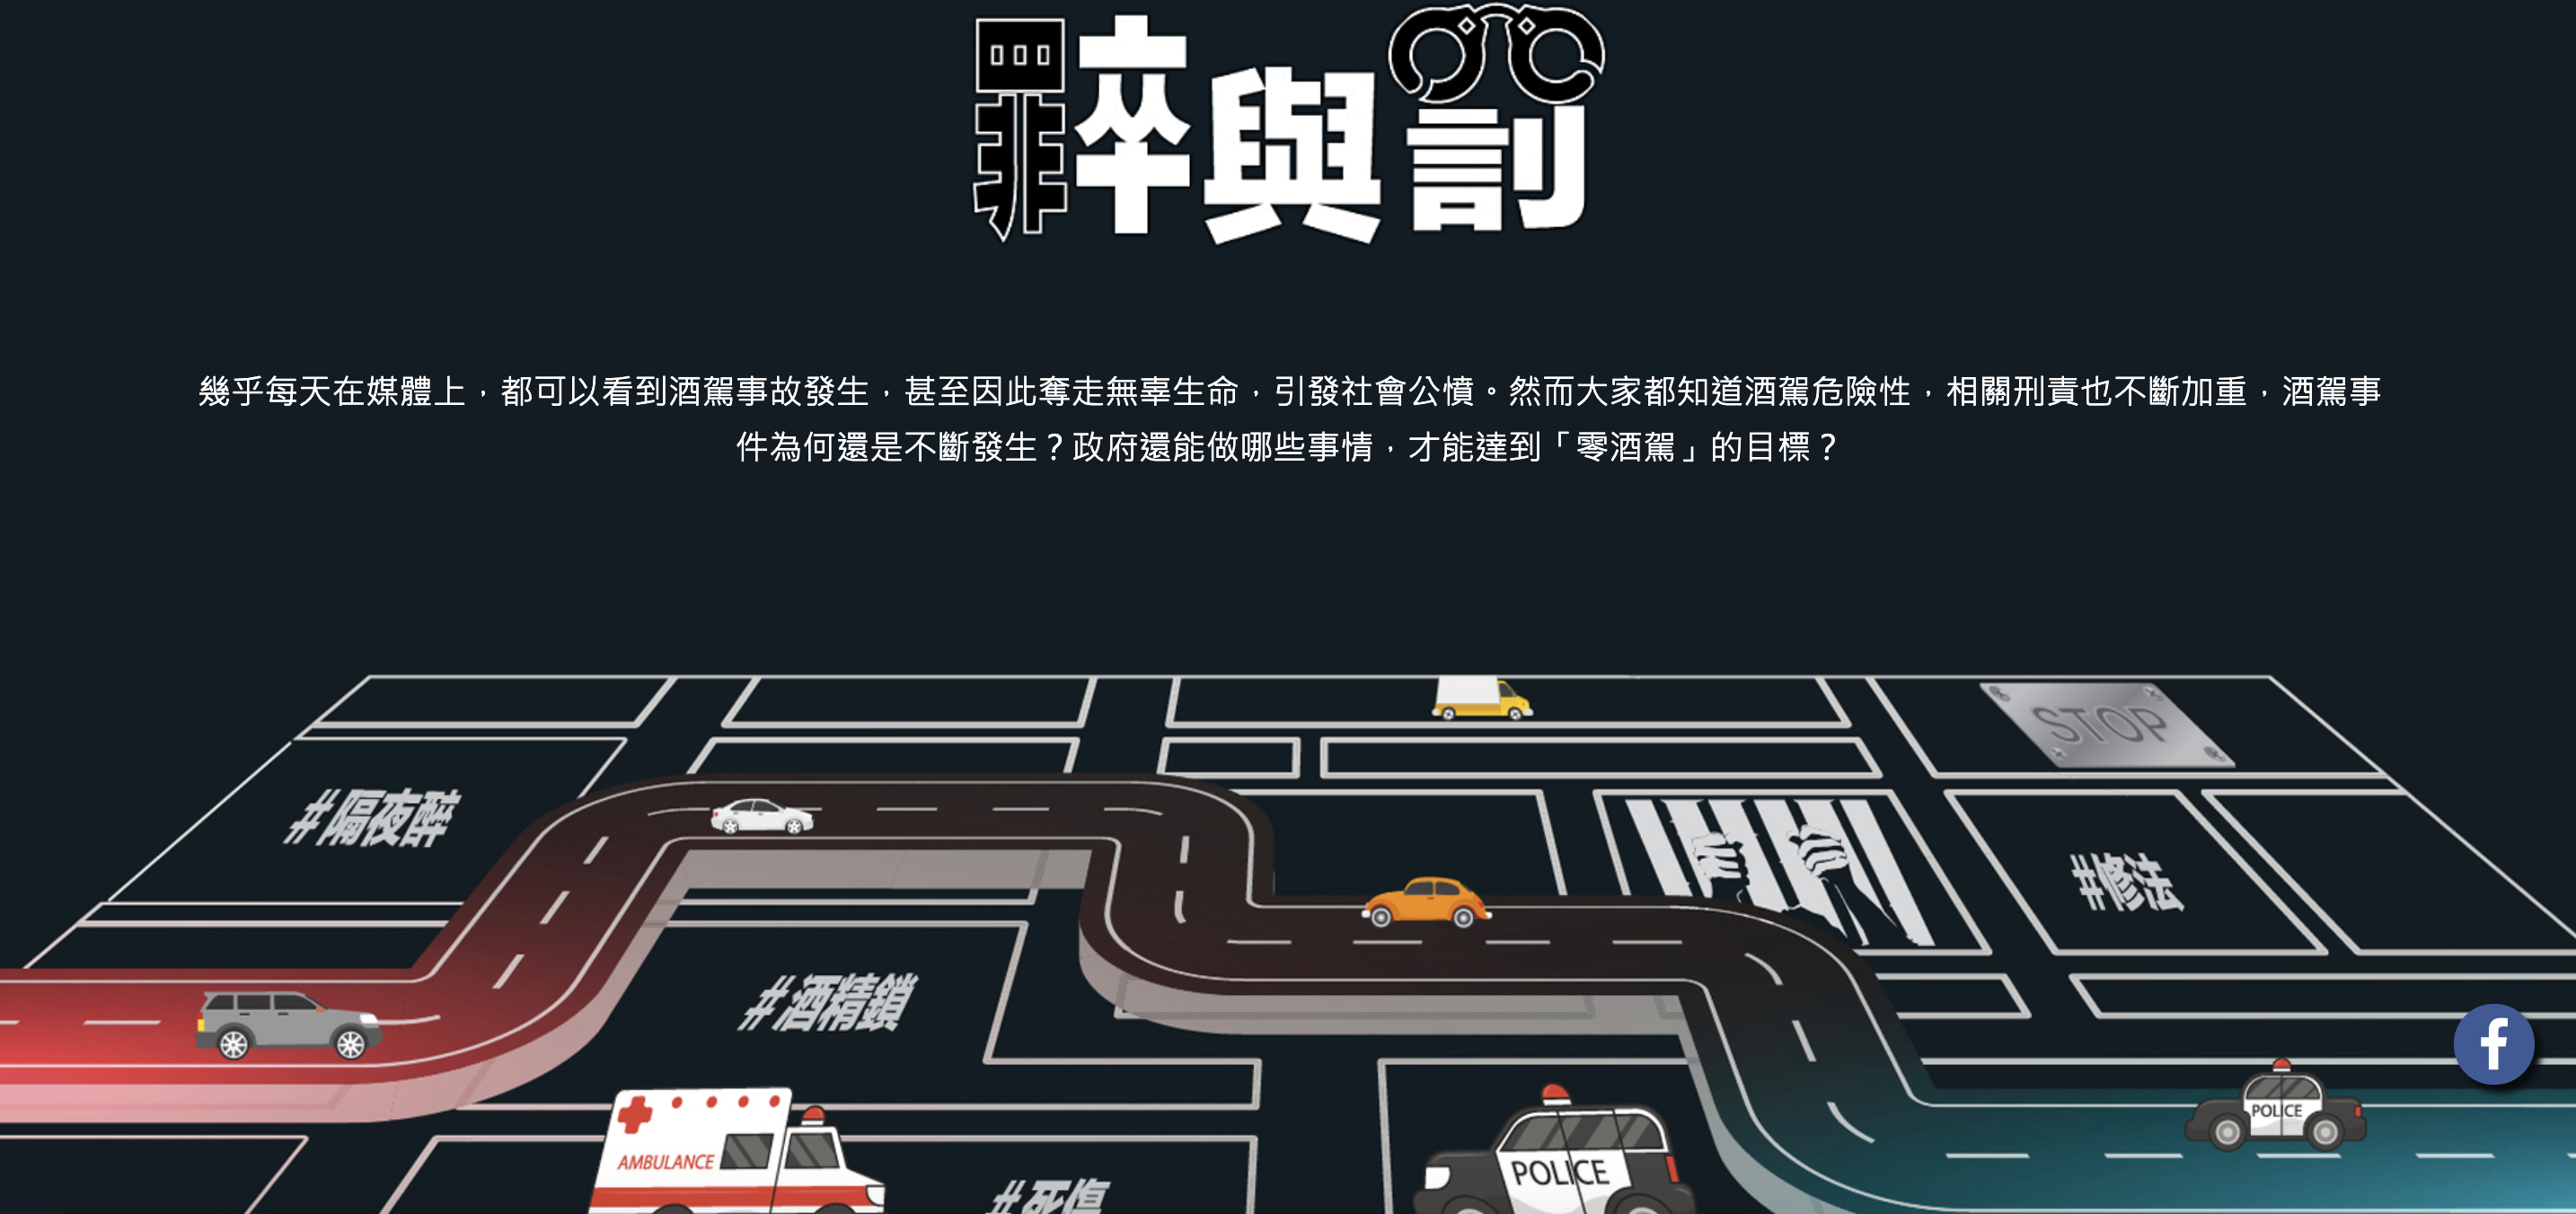 罪卒與罰
幾乎每天在媒體上，都可以看到酒駕事故發生，甚至因此奪走無辜生命，引發社會公憤。然而大家都知道酒駕危險性，相關刑責也不斷加重，酒駕事
件為何還是不斷發生？政府還能做哪些事情，才能達到「零酒駕」的目標？
STOP
#隔夜醉
#修法
#酒精鎖
f
POLICE
AMBULANCE
POLICE
#死傷